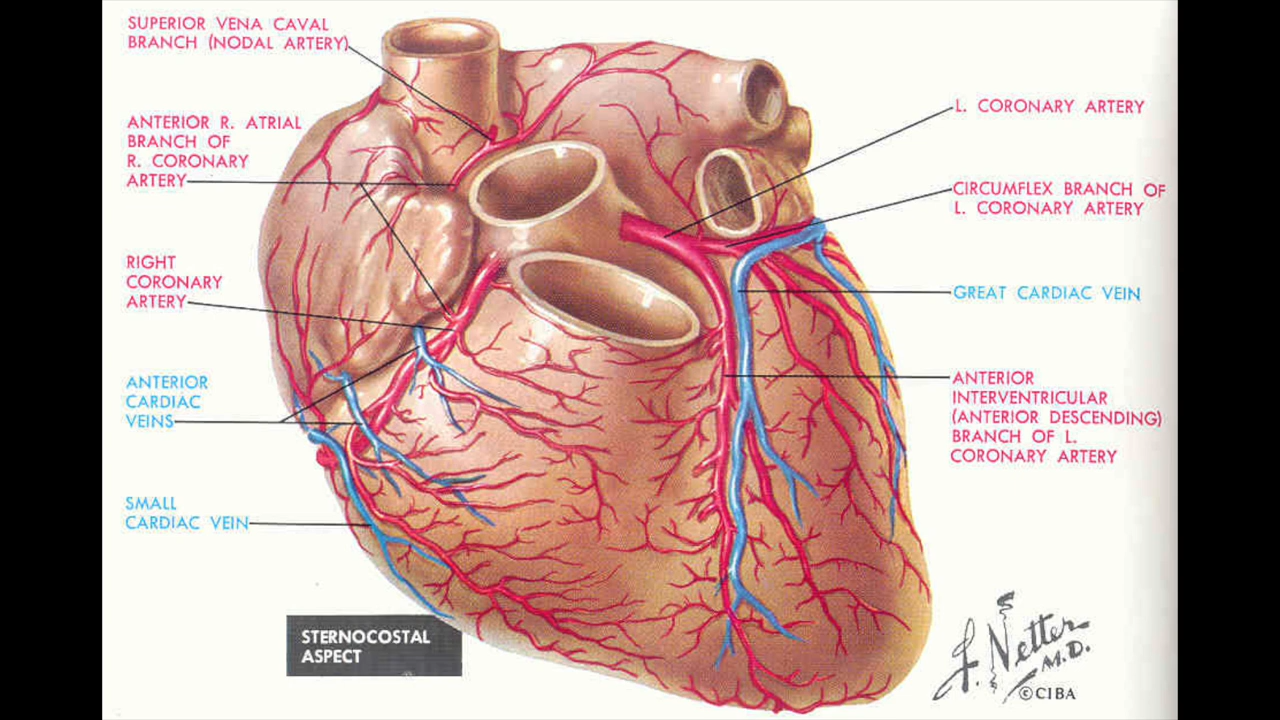 SUPERIOR VENA CAVAL
BRANCH (NODAL ARTERY)
ANTERIOR R. ATRIAL
BRANCH OF
R. CORONARY
ARTERY
RIGHT
CORONARY
ARTERY
ANTERIOR
CARDIAC
VEINS
SMALL
CARDIAC VEIN
L. CORONARY ARTERY
CIRCUMFLEX BRANCH OF
L. CORONARY ARTERY
GREAT CARDIAC VEIN
ANTERIOR
INTERVENTRICULAR
(ANTERIOR DESCENDING)
BRANCH OF L.
CORONARY ARTERY
STERNOCOSTAL
ASPECT
f. Netter
M.D.
©CIBA